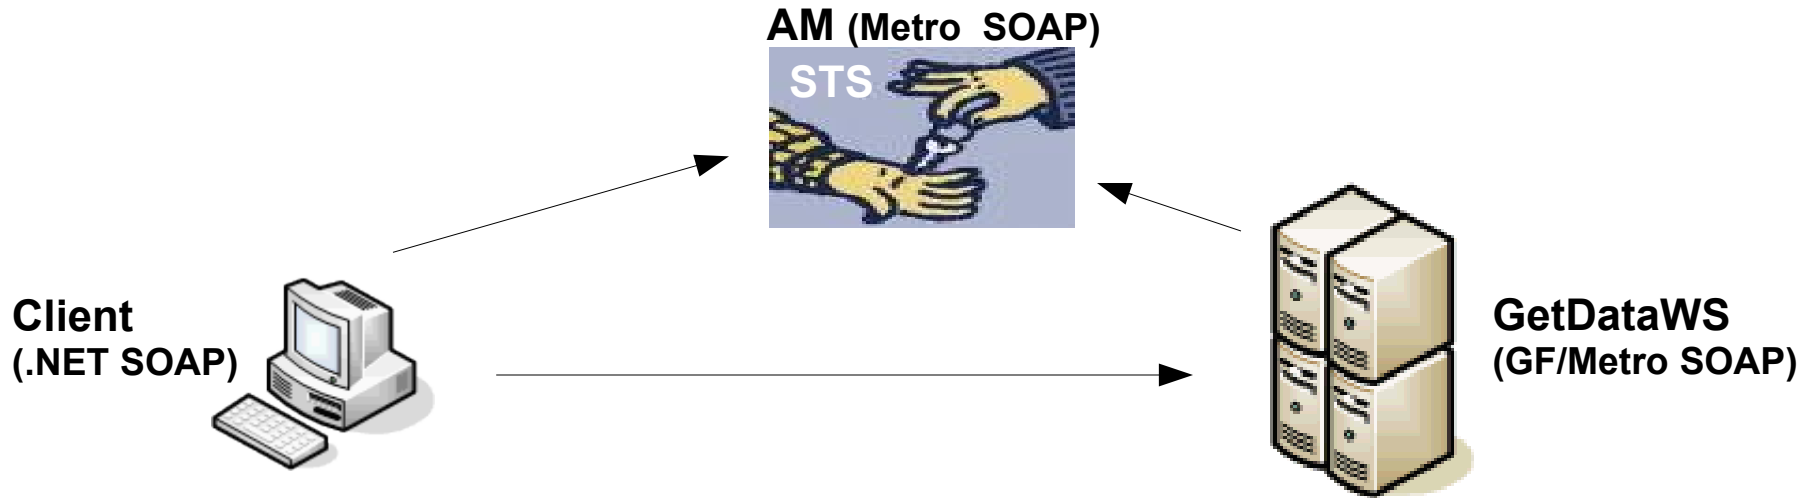 AM (Metro SOAP)
STS
Client
(.NET SOAP)
GetDataWS
(GF/Metro SOAP)